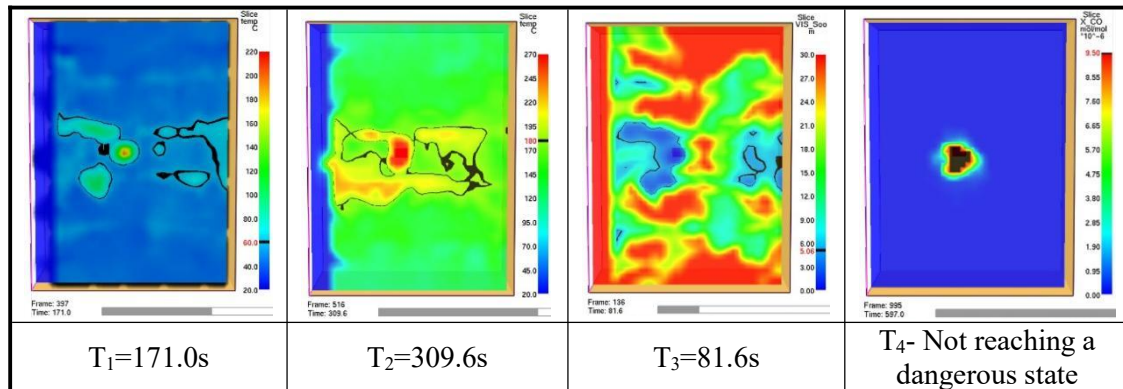 Slice
temp
C
220
200
180
160
140
120
100
80.0
60.0
40.0
20.0
Frame: 397
Time: 171.0
Slice
temp
C
270
245
220
195
180
170
145
120
95.0
70.0
45.0
20.0
Frame: 516
Time: 309.6
Slice
VIS_Soo
m
30.0
27.0
24.0
21.0
18.0
15.0
12.0
9.00
6.00
5.06
3.00
0.00
Frame: 136
Time: 81.6
Slice
X_CO
mol/mol
*10^-6
9.50
8.55
7.60
6.65
5.70
4.75
3.80
2.85
1.90
0.95
0.00
Frame: 995
Time: 597.0
T₁=171.0s
T₂=309.6s
T₃=81.6s
T₄- Not reaching a
dangerous state